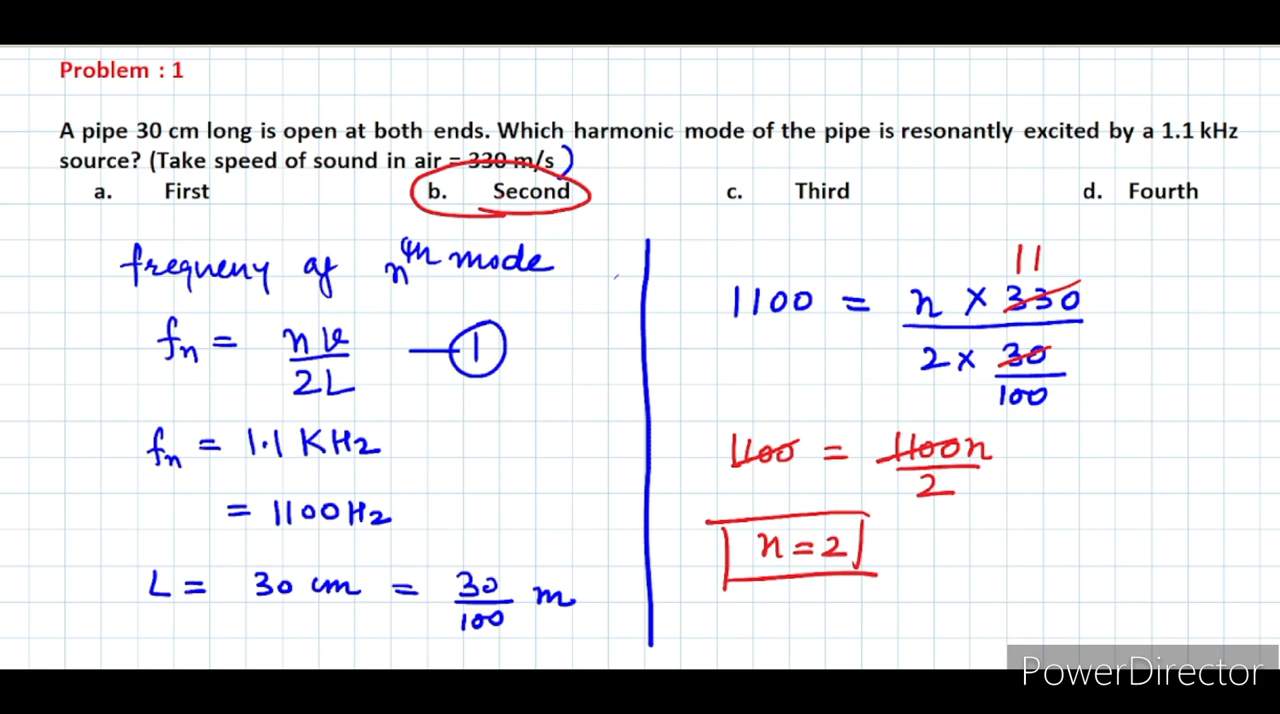 Problem : 1
A pipe 30 cm long is open at both ends. Which harmonic mode of the pipe is resonantly excited by a 1.1 kHz
source? (Take speed of sound in air = 330 m/s )
a. First b. Second c. Third d. Fourth
frequeny of nth mode
fn = nv/2L — 1
fn = 1.1 KHz
= 1100Hz
L = 30 cm = 30/100 m
11
1100 = n × 330 / 2 × 30/100
1100 = 1100n/2
n = 2
PowerDirector